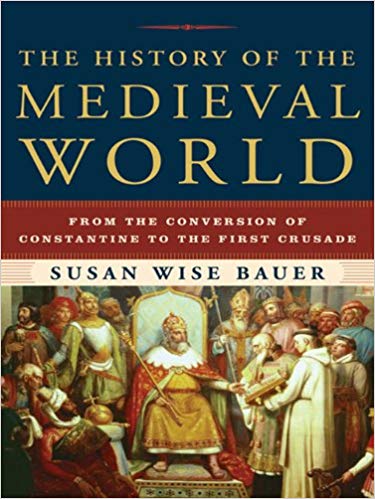 THE HISTORY OF THE
MEDIEVAL
WORLD
FROM THE CONVERSION OF
CONSTANTINE TO THE FIRST CRUSADE
SUSAN WISE BAUER